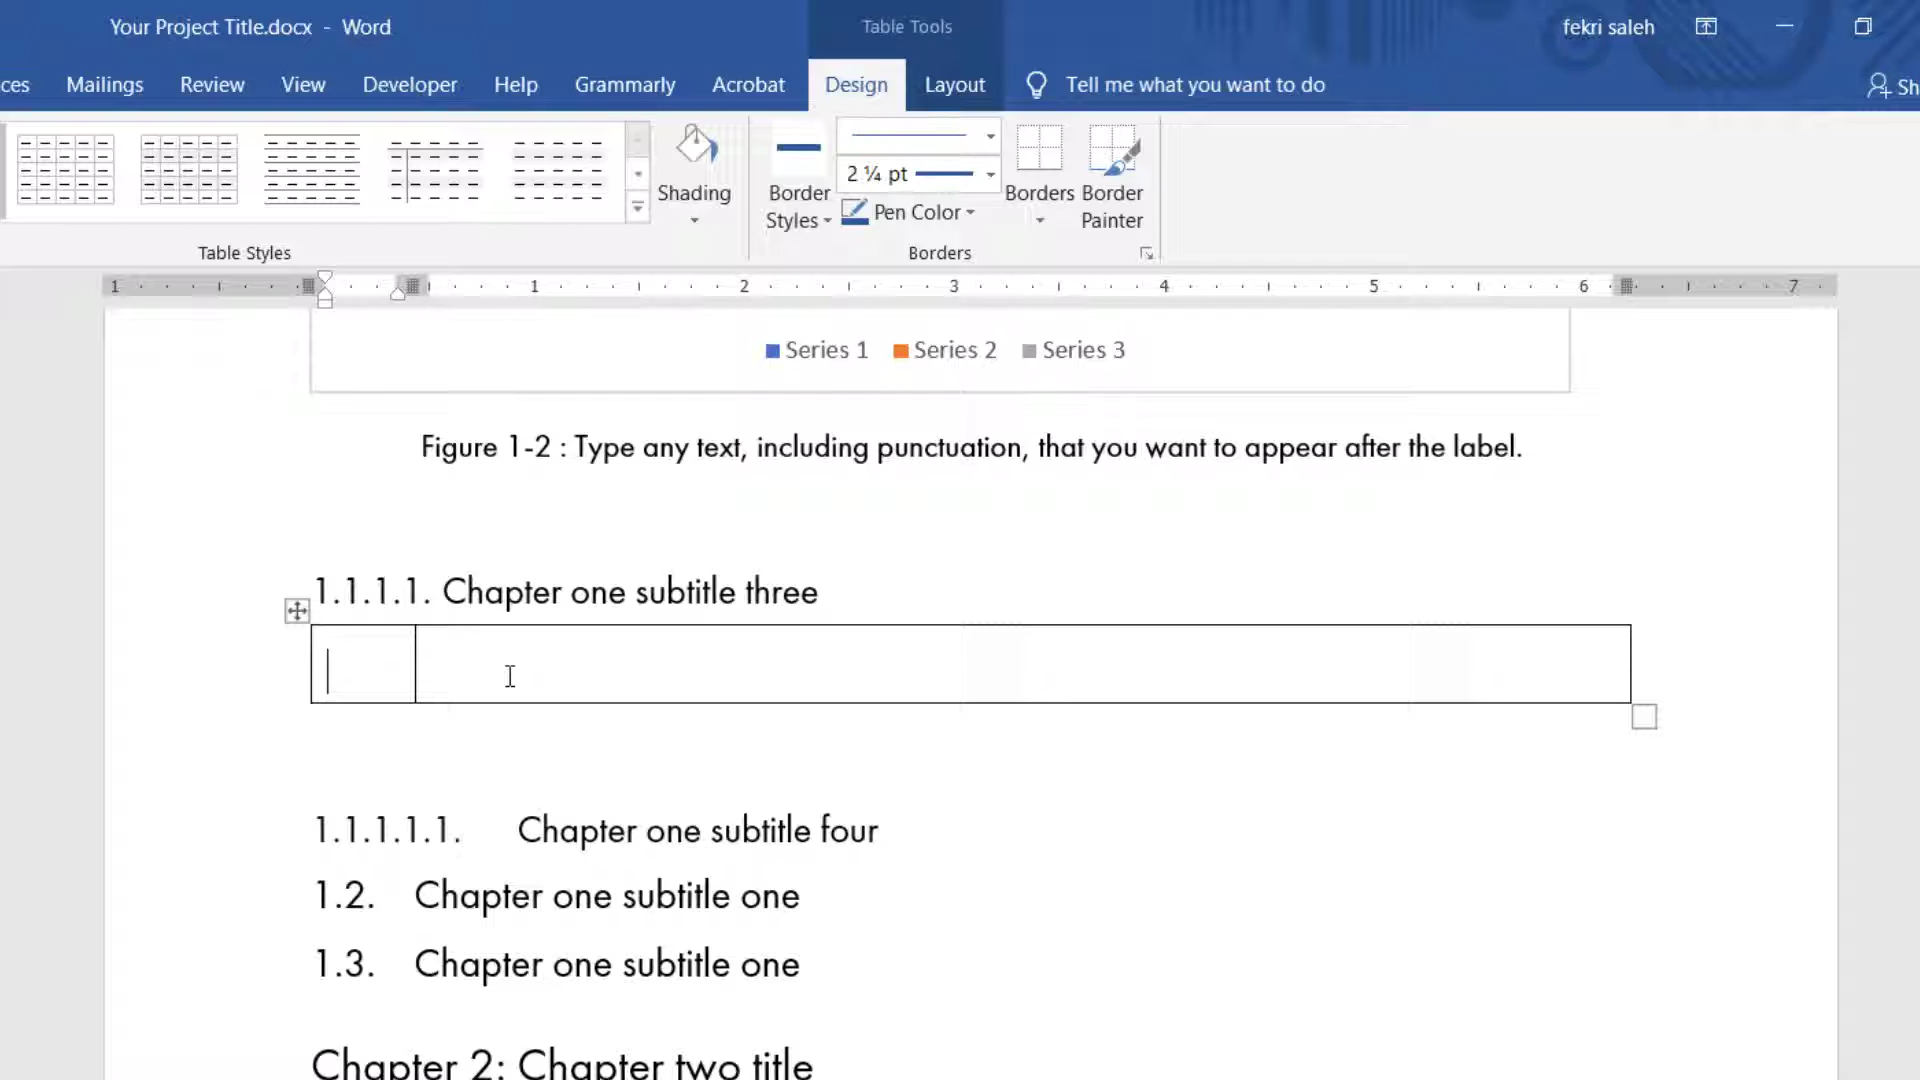 Your Project Title.docx - Word
Table Tools
fekri saleh
ces
Mailings
Review
View
Developer
Help
Grammarly
Acrobat
Design
Layout
Tell me what you want to do
Sh
Shading
Border Styles
2 ¼ pt
Pen Color
Borders
Border Painter
Table Styles
Borders
1 1 2 3 4 5 6 7
Series 1 Series 2 Series 3
Figure 1-2 : Type any text, including punctuation, that you want to appear after the label.
1.1.1.1. Chapter one subtitle three
1.1.1.1.1. Chapter one subtitle four
1.2. Chapter one subtitle one
1.3. Chapter one subtitle one
Chapter 2: Chapter two title